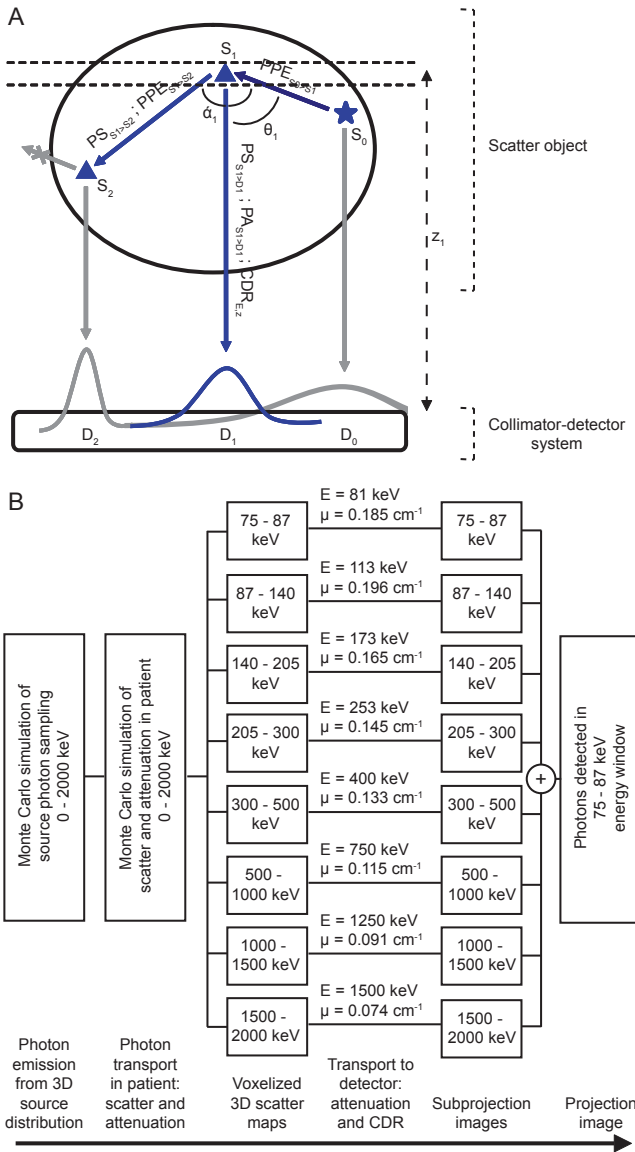 A
S1
PPES0>S1
PSS1>S2 ; PPES1>S2
ά1
θ1
S0
S2
PSS1>D1 ; PAS1>D1 ; CDRE,z
z1
Scatter object
D2
D1
D0
Collimator-detector
system
B
Monte Carlo simulation of
source photon sampling
0 - 2000 keV
Monte Carlo simulation of
scatter and attenuation in patient
0 - 2000 keV
75 - 87
keV
E = 81 keV
μ = 0.185 cm-1
75 - 87
keV
87 - 140
keV
E = 113 keV
μ = 0.196 cm-1
87 - 140
keV
140 - 205
keV
E = 173 keV
μ = 0.165 cm-1
140 - 205
keV
205 - 300
keV
E = 253 keV
μ = 0.145 cm-1
205 - 300
keV
300 - 500
keV
E = 400 keV
μ = 0.133 cm-1
300 - 500
keV
500 -
1000 keV
E = 750 keV
μ = 0.115 cm-1
500 -
1000 keV
1000 -
1500 keV
E = 1250 keV
μ = 0.091 cm-1
1000 -
1500 keV
1500 -
2000 keV
E = 1500 keV
μ = 0.074 cm-1
1500 -
2000 keV
+
Photons detected in
75 - 87 keV
energy window
Photon
emission
from 3D
source
distribution
Photon
transport
in patient:
scatter and
attenuation
Voxelized
3D scatter
maps
Transport to
detector:
attenuation
and CDR
Subprojection
images
Projection
image